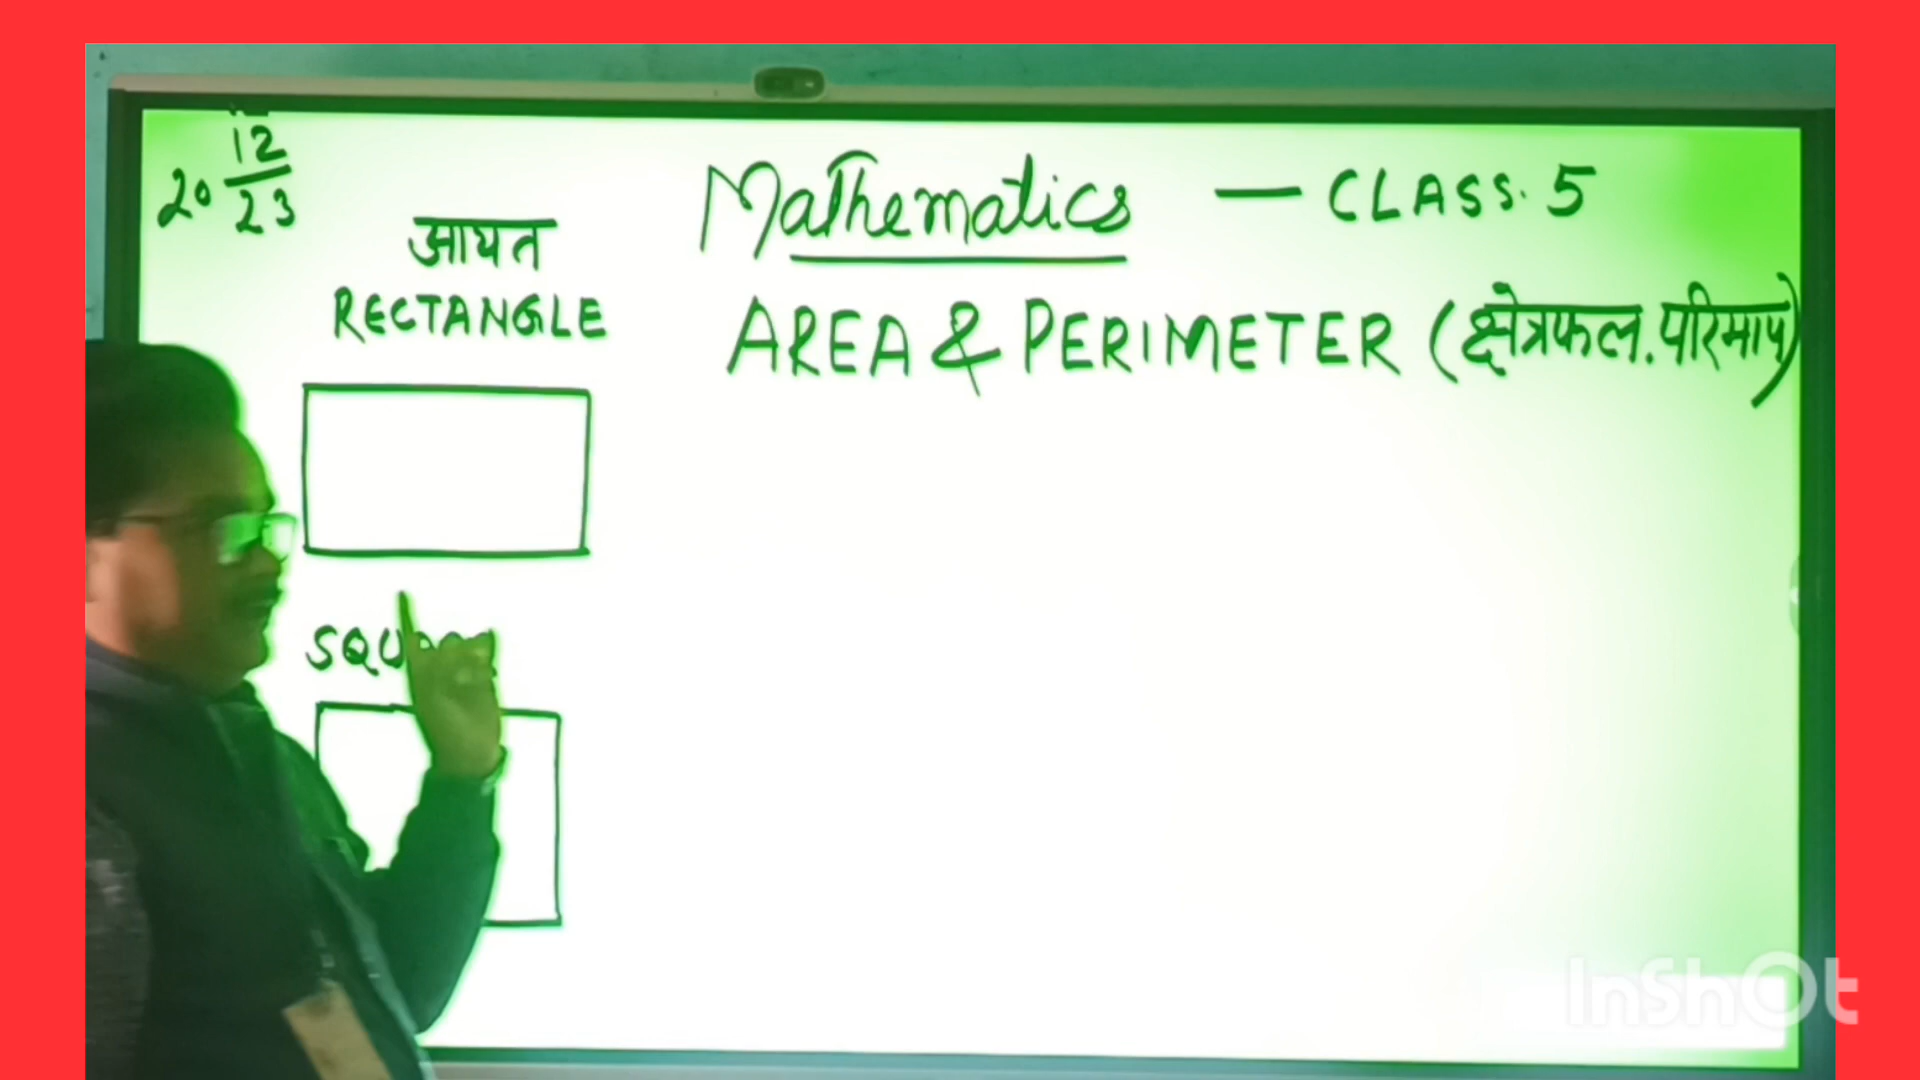 20 12/23
Mathematics — CLASS. 5
आयत
RECTANGLE
AREA & PERIMETER (क्षेत्रफल. परिमाप)
InShOt